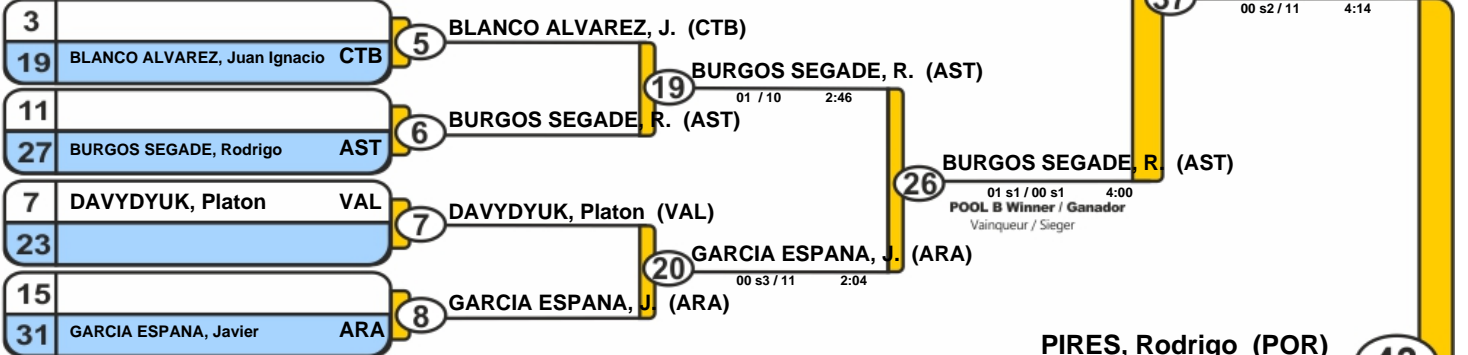 37
00 s2 / 11 4:14
3
19 BLANCO ALVAREZ, Juan Ignacio CTB
5
BLANCO ALVAREZ, J. (CTB)
19
BURGOS SEGADE, R. (AST)
01 / 10 2:46
11
27 BURGOS SEGADE, Rodrigo AST
6
BURGOS SEGADE, R. (AST)
26
BURGOS SEGADE, R. (AST)
01 s1 / 00 s1 4:00
POOL B Winner / Ganador
Vainqueur / Sieger
7 DAVYDYUK, Platon VAL
23
7
DAVYDYUK, Platon (VAL)
20
GARCIA ESPANA, J. (ARA)
00 s3 / 11 2:04
15
31 GARCIA ESPANA, Javier ARA
8
GARCIA ESPANA, J. (ARA)
PIRES, Rodrigo (POR)